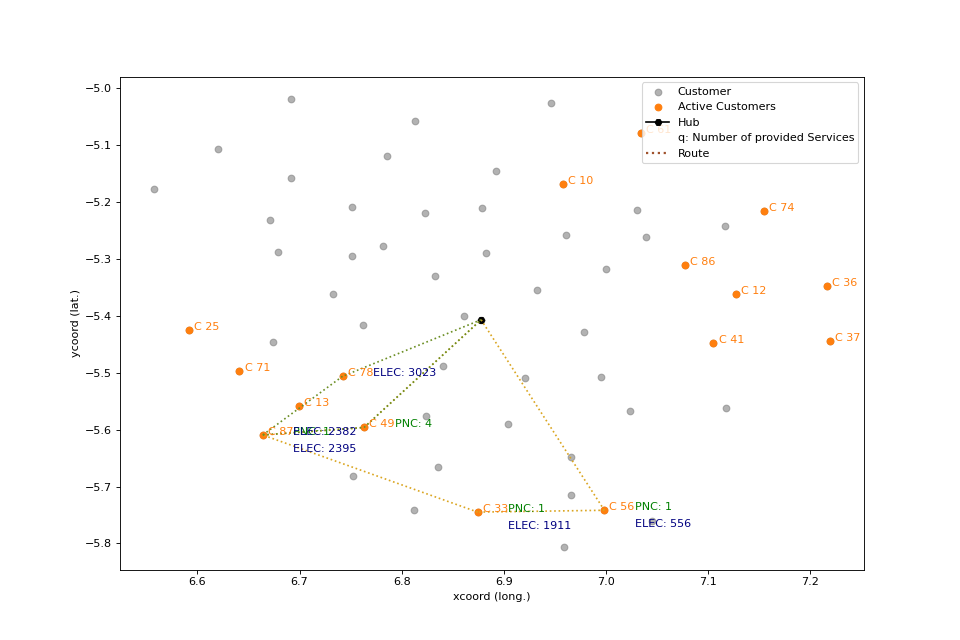 Customer
Active Customers
Hub
q: Number of provided Services
Route
C 10
C 74
C 86
C 36
C 12
C 25
C 41
C 37
C 71
C 78
ELEC: 3023
C 13
C 49
PNC: 4
C 87
ELEC: 2382
ELEC: 2395
C 33
PNC: 1
ELEC: 1911
C 56
PNC: 1
ELEC: 556
−5.0
−5.1
−5.2
−5.3
−5.4
−5.5
−5.6
−5.7
−5.8
ycoord (lat.)
6.6
6.7
6.8
6.9
7.0
7.1
7.2
xcoord (long.)